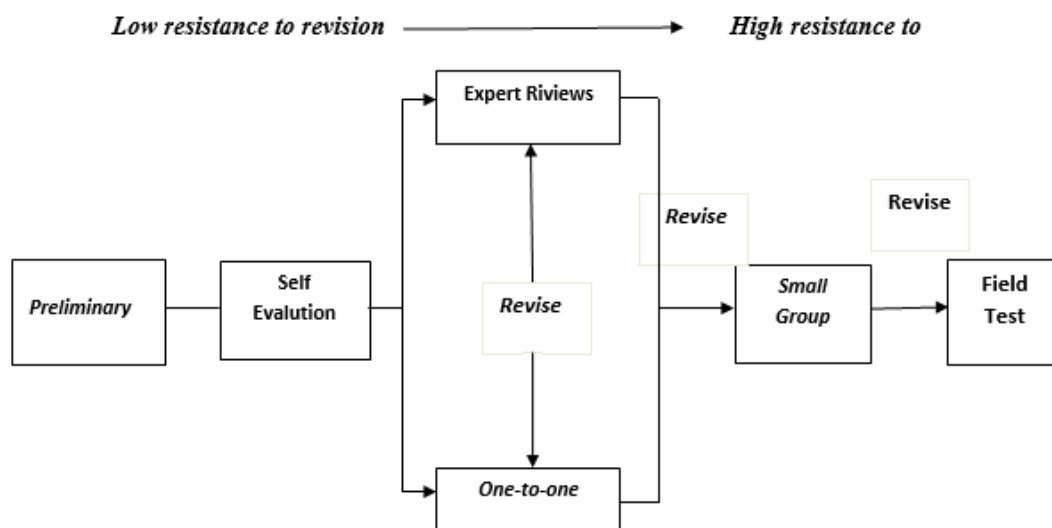 Low resistance to revision
High resistance to
Expert Riviews
Revise
Revise
Preliminary
Self
Evalution
Revise
Small
Group
Field
Test
One-to-one